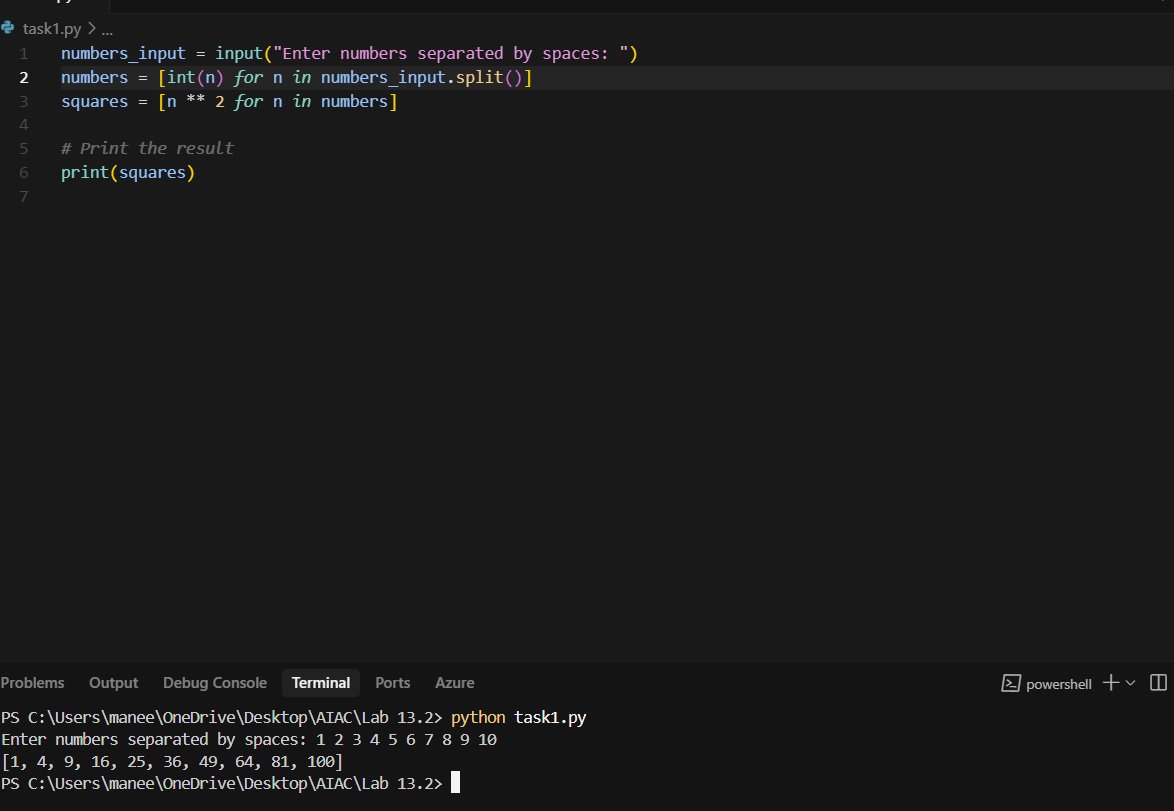 task1.py > ...
1 numbers_input = input("Enter numbers separated by spaces: ")
2 numbers = [int(n) for n in numbers_input.split()]
3 squares = [n ** 2 for n in numbers]
4
5 # Print the result
6 print(squares)
7
Problems Output Debug Console Terminal Ports Azure powershell
PS C:\Users\manee\OneDrive\Desktop\AIAC\Lab 13.2> python task1.py
Enter numbers separated by spaces: 1 2 3 4 5 6 7 8 9 10
[1, 4, 9, 16, 25, 36, 49, 64, 81, 100]
PS C:\Users\manee\OneDrive\Desktop\AIAC\Lab 13.2>